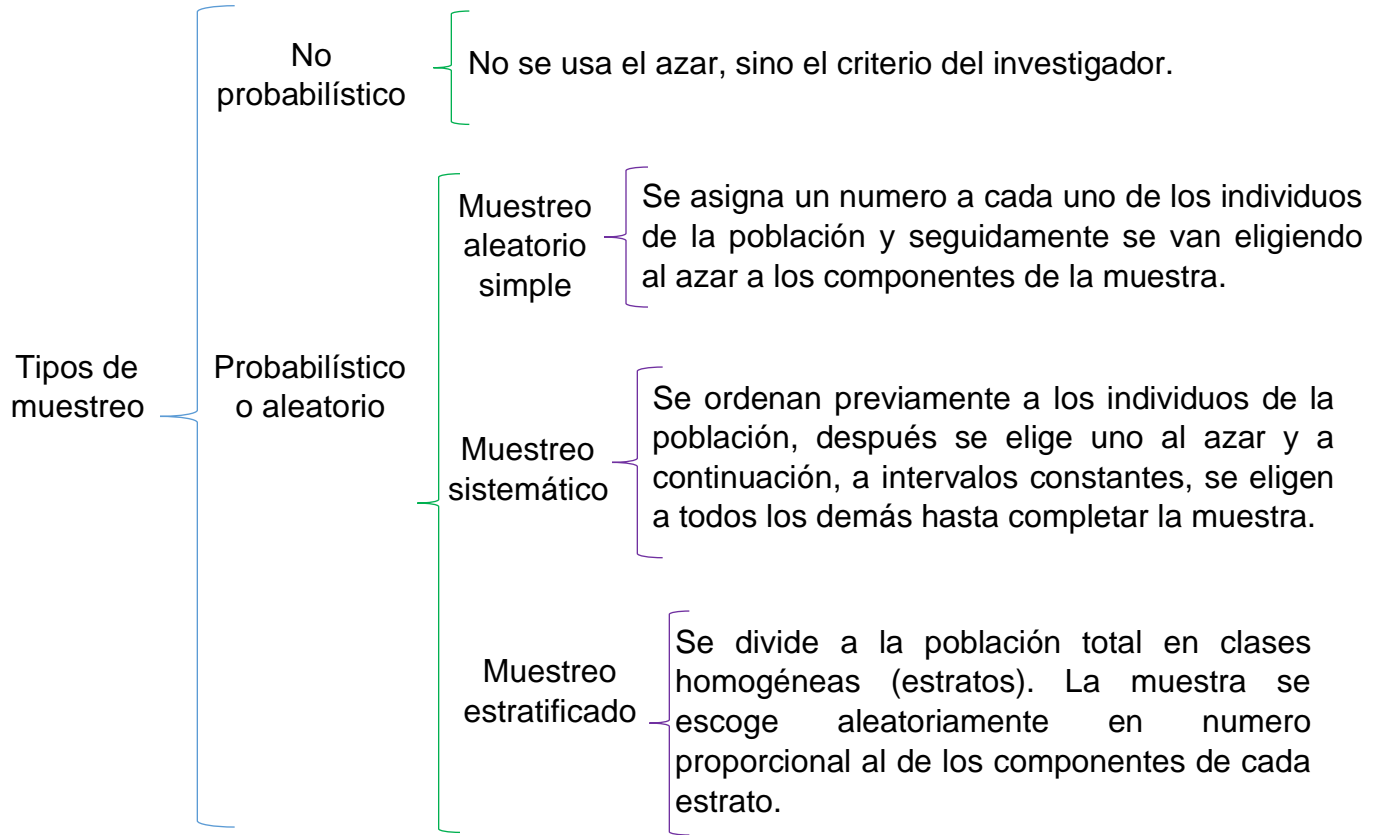 No
probabilístico
No se usa el azar, sino el criterio del investigador.
Muestreo
aleatorio
simple
Se asigna un numero a cada uno de los individuos
de la población y seguidamente se van eligiendo
al azar a los componentes de la muestra.
Tipos de
muestreo
Probabilístico
o aleatorio
Muestreo
sistemático
Se ordenan previamente a los individuos de la
población, después se elige uno al azar y a
continuación, a intervalos constantes, se eligen
a todos los demás hasta completar la muestra.
Muestreo
estratificado
Se divide a la población total en clases
homogéneas (estratos). La muestra se
escoge aleatoriamente en numero
proporcional al de los componentes de cada
estrato.